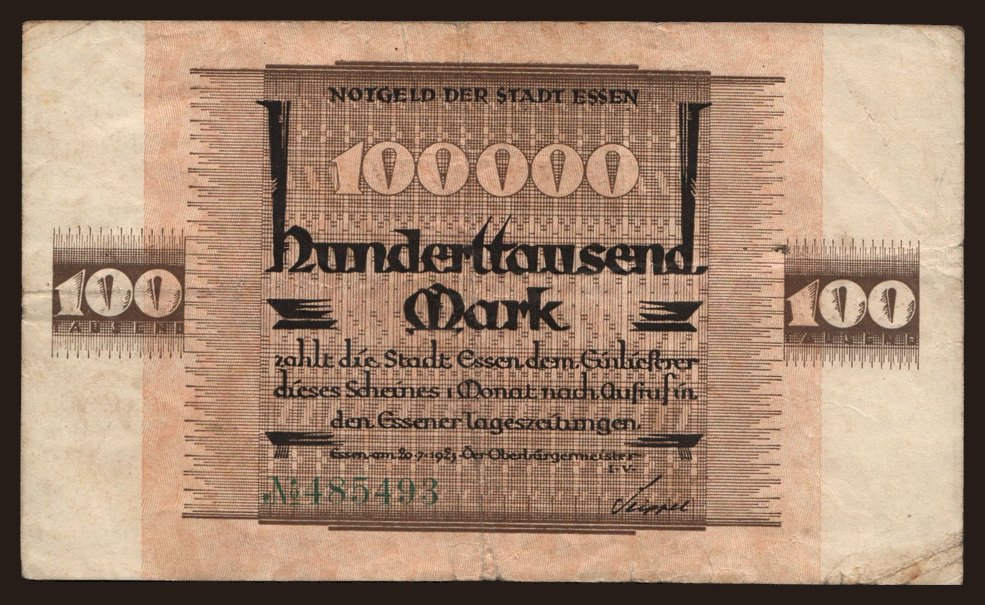 NOTGELD DER STADT ESSEN
100000
Hunderttausend
Mark
100
TAUSEND
100
TAUSEND
zahlt die Stadt Essen dem Einlieferer
dieses Scheines 1 Monat nach Aufruf in
den Essener Tageszeitungen.
Essen, am 20.7.1923. Der Oberbürgermeister
I.V.
№ 485493